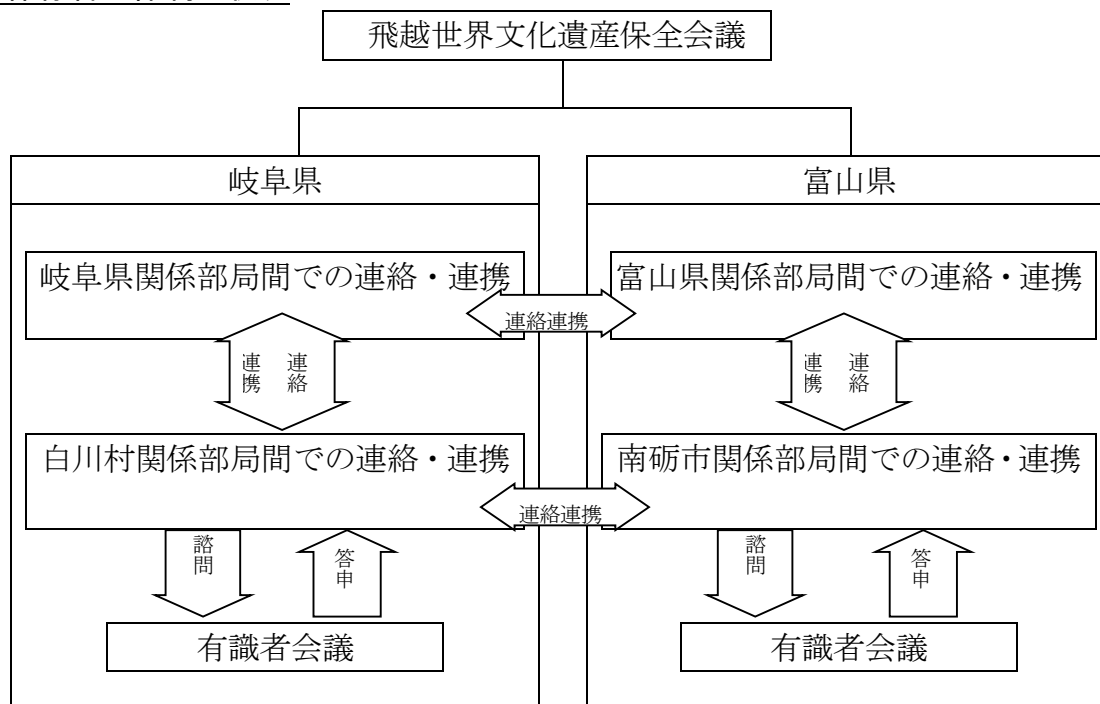 飛越世界文化遺産保全会議
岐阜県
富山県
岐阜県関係部局間での連絡・連携
富山県関係部局間での連絡・連携
連絡連携
連絡
連携
連絡
連携
白川村関係部局間での連絡・連携
南砺市関係部局間での連絡・連携
連絡連携
諮問
答申
諮問
答申
有識者会議
有識者会議